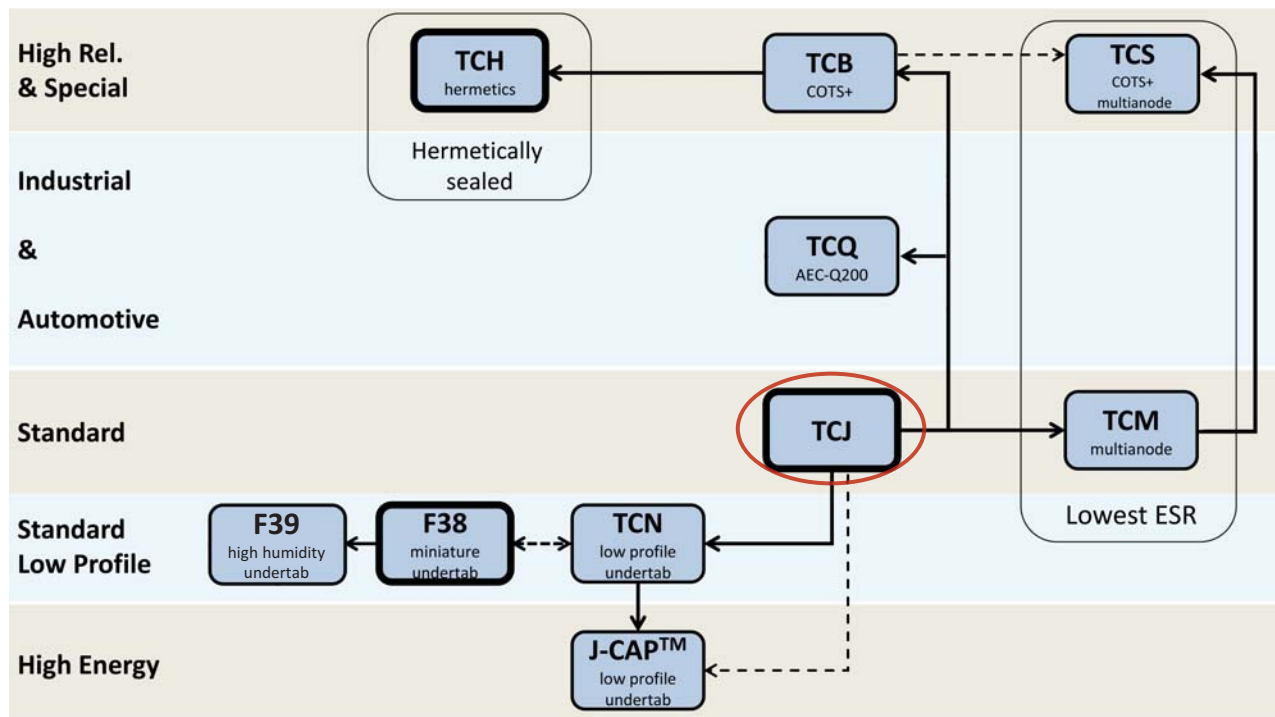 High Rel.
& Special
TCH
hermetics
Hermetically
sealed
TCB
COTS+
TCS
COTS+
multianode
Industrial
&
Automotive
TCQ
AEC-Q200
Standard
TCJ
TCM
multianode
Lowest ESR
Standard
Low Profile
F39
high humidity
undertab
F38
miniature
undertab
TCN
low profile
undertab
High Energy
J-CAP™
low profile
undertab